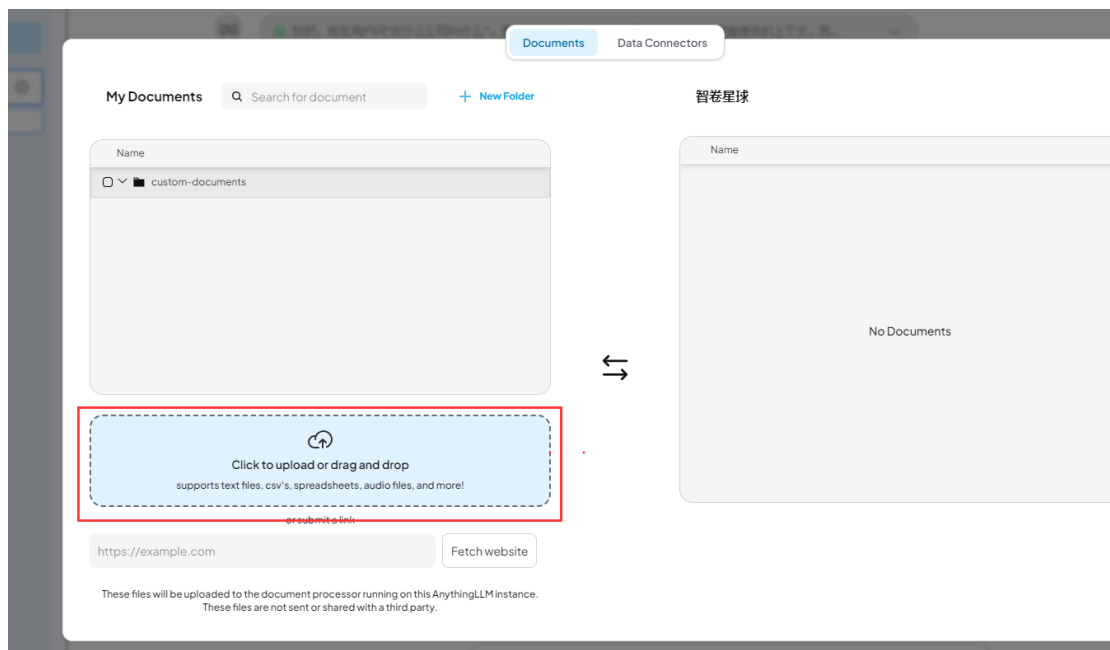 Documents
Data Connectors
My Documents
Search for document
New Folder
智卷星球
Name
custom-documents
Name
No Documents
Click to upload or drag and drop
supports text files, csv's, spreadsheets, audio files, and more!
or submit a link
https://example.com
Fetch website
These files will be uploaded to the document processor running on this AnythingLLM instance.
These files are not sent or shared with a third party.